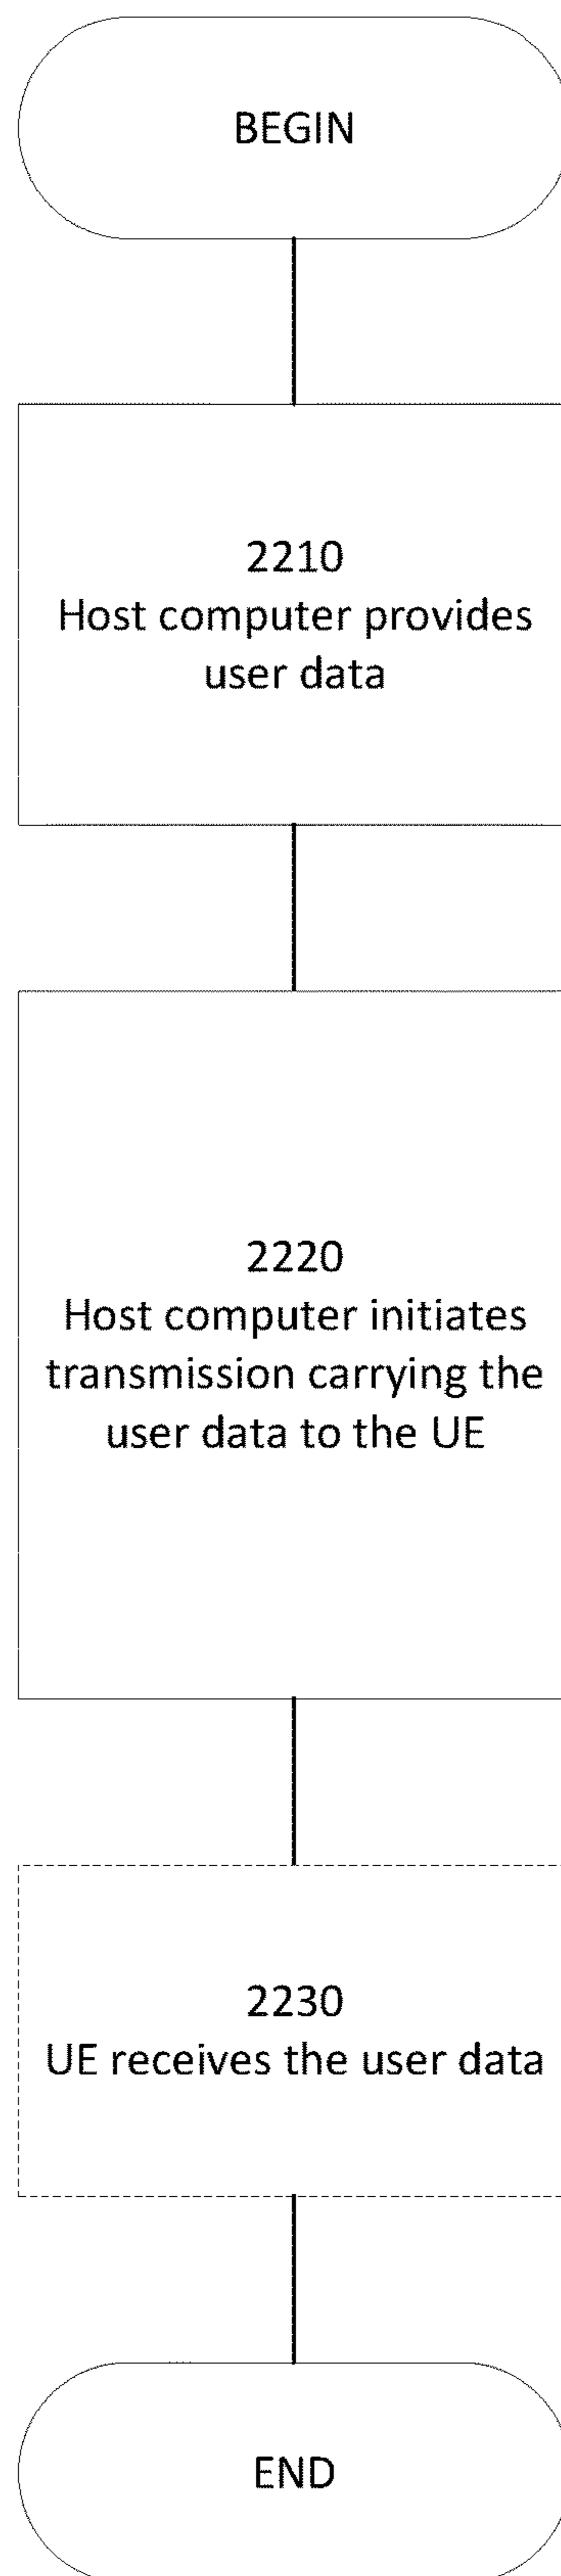 BEGIN
2210
Host computer provides
user data
2220
Host computer initiates
transmission carrying the
user data to the UE
2230
UE receives the user data
END